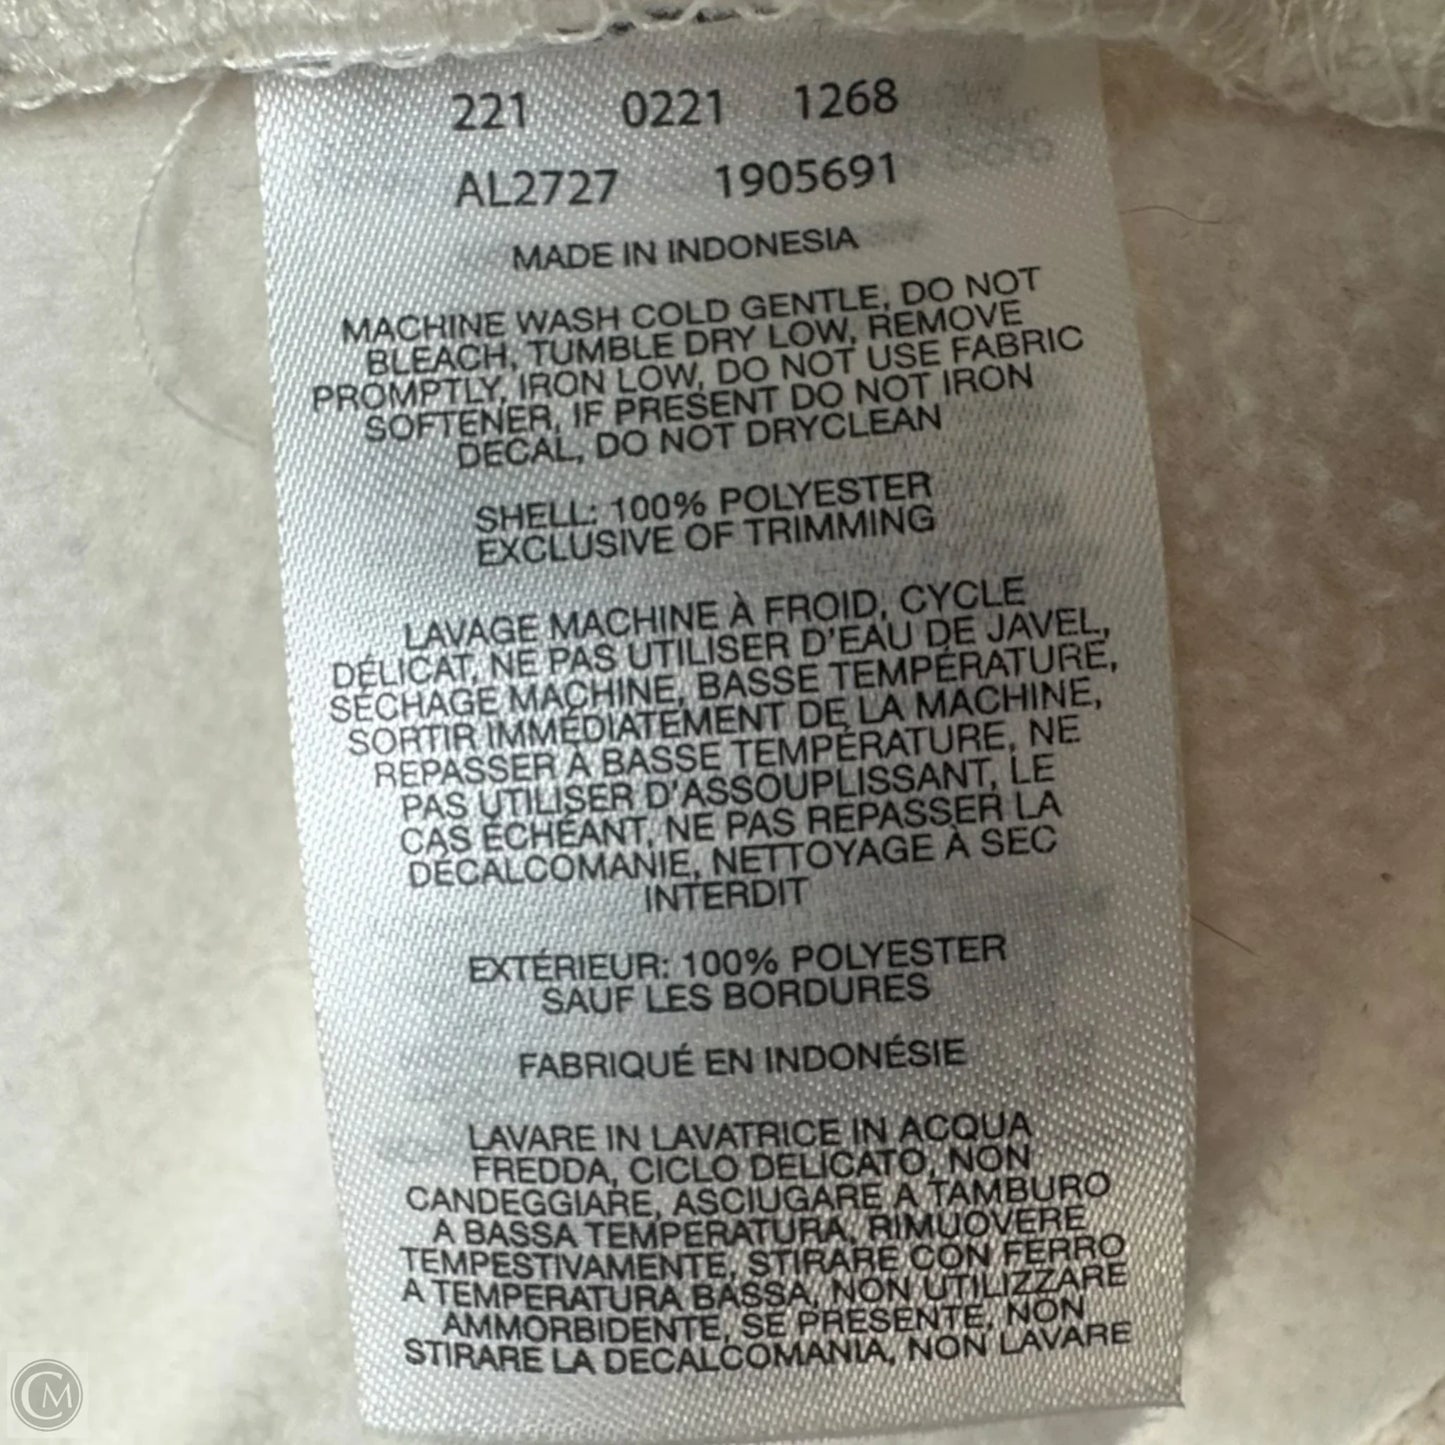 221 0221 1268
AL2727 1905691
MADE IN INDONESIA
MACHINE WASH COLD GENTLE, DO NOT
BLEACH, TUMBLE DRY LOW, REMOVE
PROMPTLY, IRON LOW, DO NOT USE FABRIC
SOFTENER, IF PRESENT DO NOT IRON
DECAL, DO NOT DRYCLEAN
SHELL: 100% POLYESTER
EXCLUSIVE OF TRIMMING
LAVAGE MACHINE À FROID, CYCLE
DÉLICAT, NE PAS UTILISER D'EAU DE JAVEL,
SÉCHAGE MACHINE, BASSE TEMPÉRATURE,
SORTIR IMMÉDIATEMENT DE LA MACHINE,
REPASSER À BASSE TEMPÉRATURE, NE
PAS UTILISER D'ASSOUPLISSANT, LE
CAS ÉCHÉANT, NE PAS REPASSER LA
DÉCALCOMANIE, NETTOYAGE À SEC
INTERDIT
EXTÉRIEUR: 100% POLYESTER
SAUF LES BORDURES
FABRIQUÉ EN INDONÉSIE
LAVARE IN LAVATRICE IN ACQUA
FREDDA, CICLO DELICATO, NON
CANDEGGIARE, ASCIUGARE A TAMBURO
A BASSA TEMPERATURA, RIMUOVERE
TEMPESTIVAMENTE, STIRARE CON FERRO
A TEMPERATURA BASSA, NON UTILIZZARE
AMMORBIDENTE, SE PRESENTE, NON
STIRARE LA DECALCOMANIA, NON LAVARE
CM